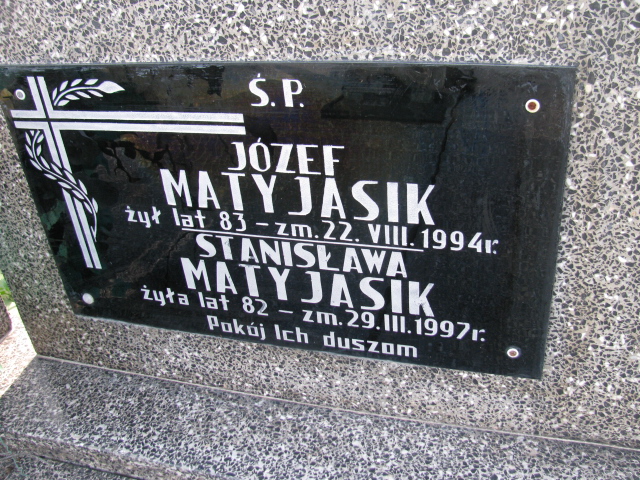 Ś.P.
JÓZEF
MATYJASIK
żył lat 83 – zm. 22. VIII. 1994r.
STANISŁAWA
MATYJASIK
żyła lat 82 – zm. 29. III. 1997r.
Pokój Ich duszom